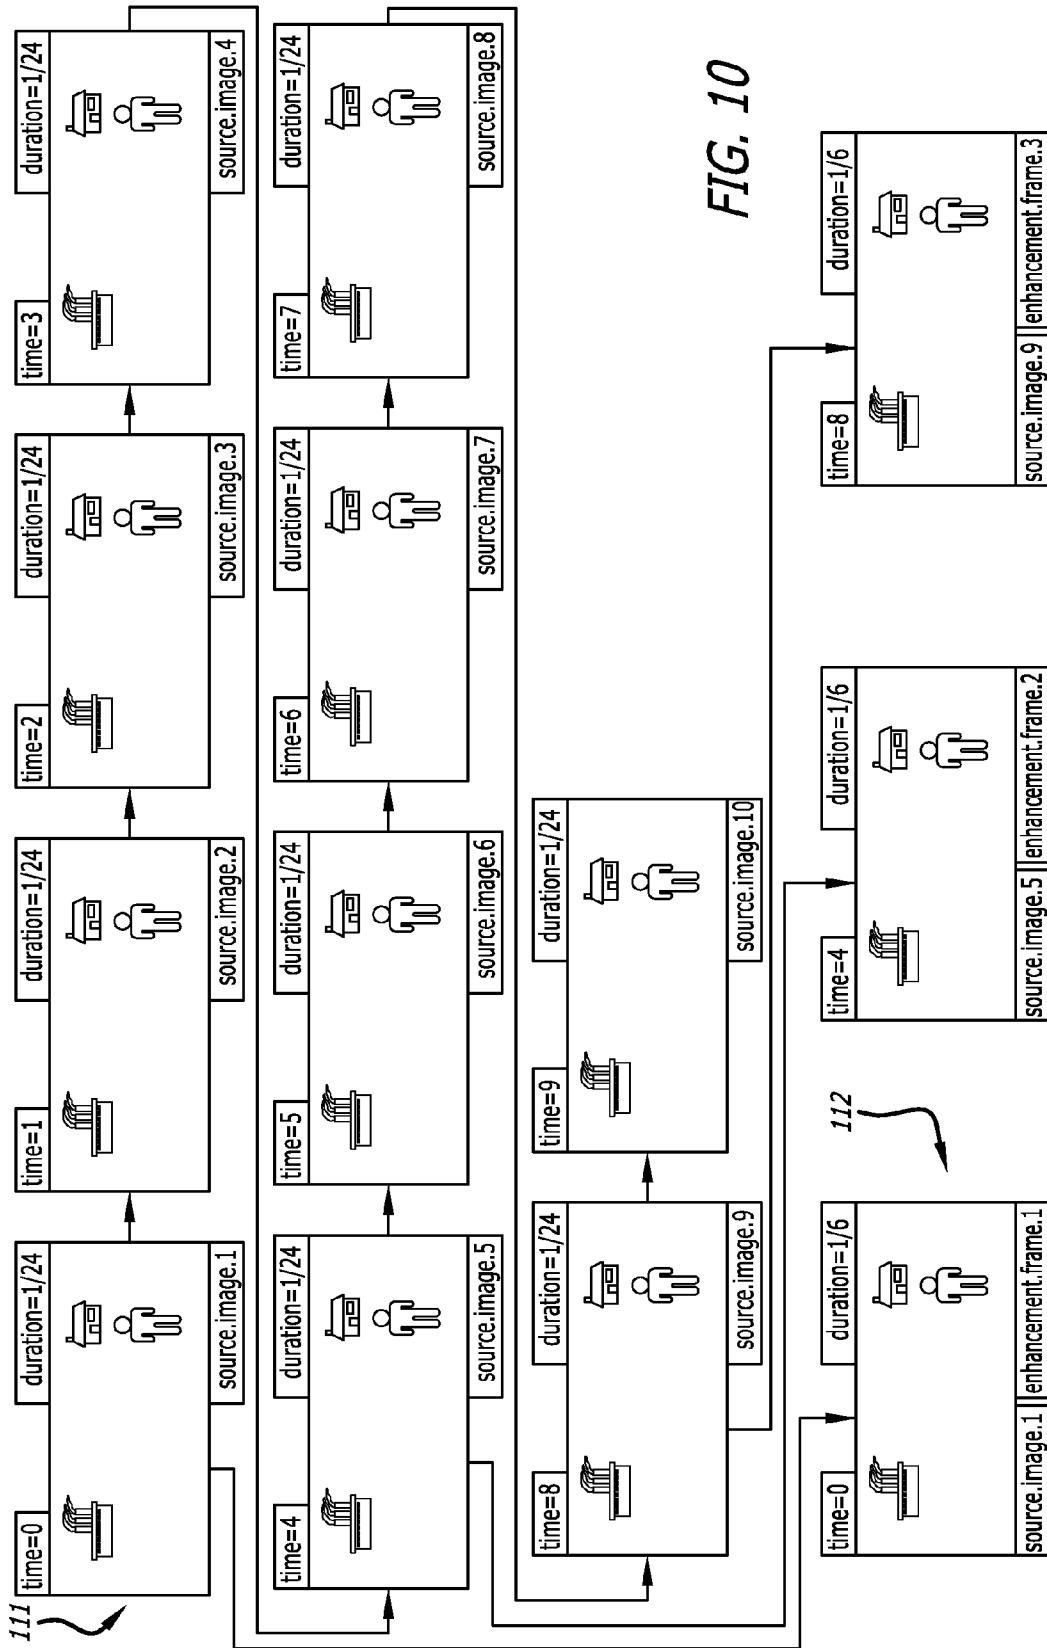 111
time=0
duration=1/24
source.image.1
time=1
duration=1/24
source.image.2
time=2
duration=1/24
source.image.3
time=3
duration=1/24
source.image.4
time=4
duration=1/24
source.image.5
time=5
duration=1/24
source.image.6
time=6
duration=1/24
source.image.7
time=7
duration=1/24
source.image.8
time=8
duration=1/24
source.image.9
time=9
duration=1/24
source.image.10
FIG. 10
112
time=0
duration=1/6
source.image.1
enhancement.frame.1
time=4
duration=1/6
source.image.5
enhancement.frame.2
time=8
duration=1/6
source.image.9
enhancement.frame.3